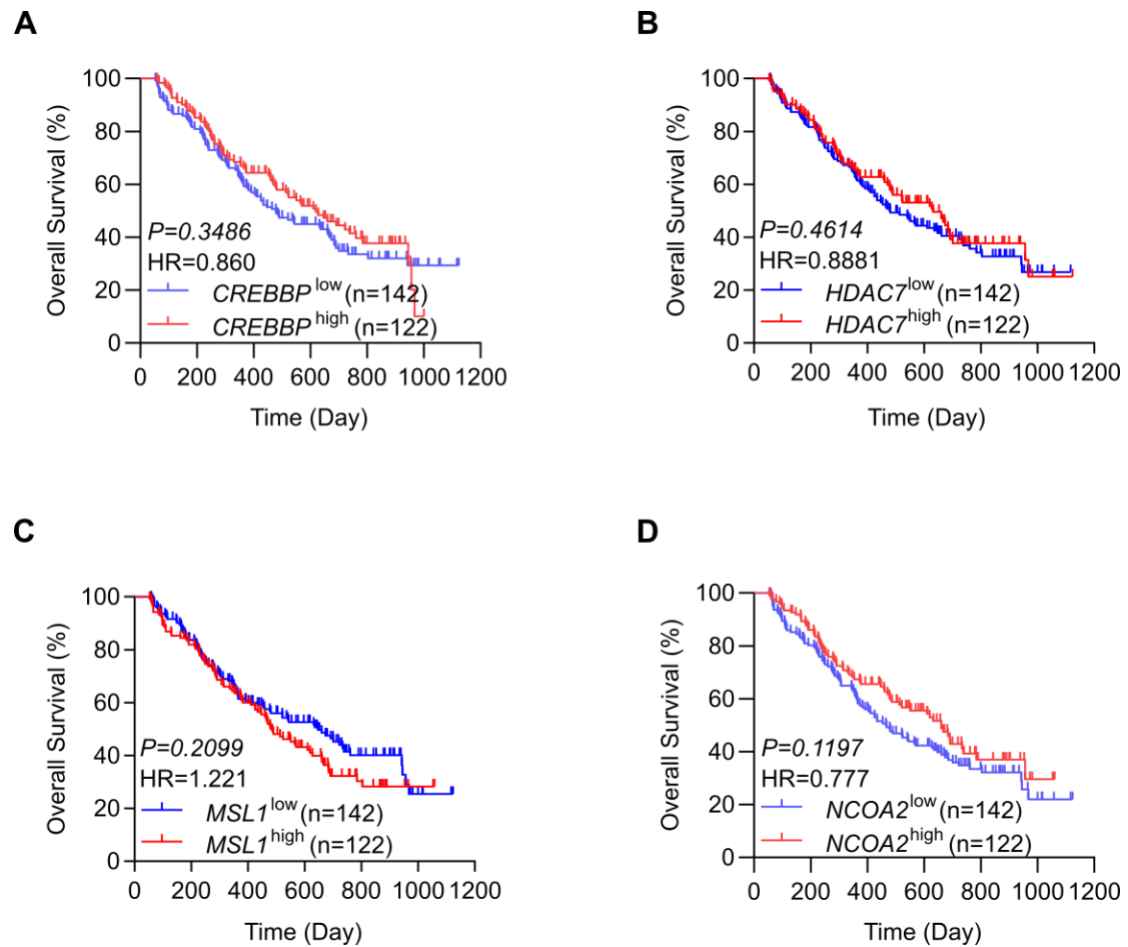 A
Overall Survival (%)
100
80
60
40
20
0
P=0.3486
HR=0.860
CREBBP low (n=142)
CREBBP high (n=122)
0 200 400 600 800 1000 1200
Time (Day)
B
Overall Survival (%)
100
80
60
40
20
0
P=0.4614
HR=0.8881
HDAC7 low (n=142)
HDAC7 high (n=122)
0 200 400 600 800 1000 1200
Time (Day)
C
Overall Survival (%)
100
80
60
40
20
0
P=0.2099
HR=1.221
MSL1 low (n=142)
MSL1 high (n=122)
0 200 400 600 800 1000 1200
Time (Day)
D
Overall Survival (%)
100
80
60
40
20
0
P=0.1197
HR=0.777
NCOA2 low (n=142)
NCOA2 high (n=122)
0 200 400 600 800 1000 1200
Time (Day)